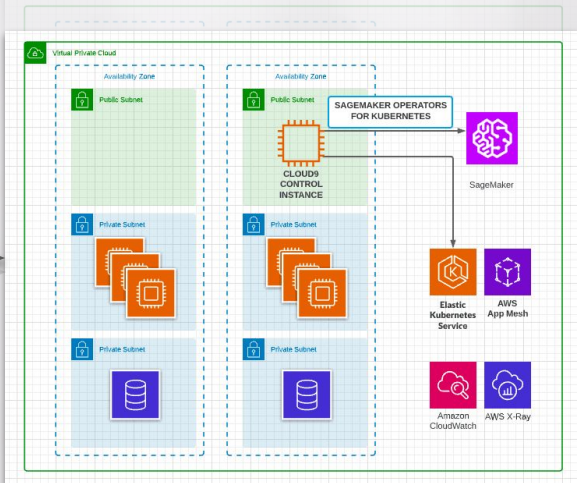 Virtual Private Cloud
Availability Zone
Availability Zone
Public Subnet
Public Subnet
SAGEMAKER OPERATORS
FOR KUBERNETES
CLOUD9
CONTROL
INSTANCE
SageMaker
Private Subnet
Private Subnet
K
Elastic
Kubernetes
Service
AWS
App Mesh
Private Subnet
Private Subnet
Amazon
CloudWatch
AWS X-Ray